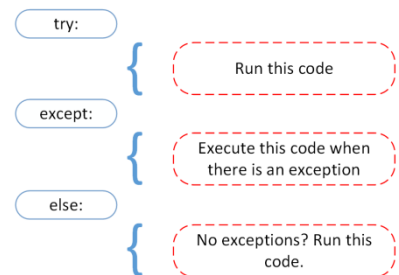 try:
Run this code
except:
Execute this code when
there is an exception
else:
No exceptions? Run this
code.